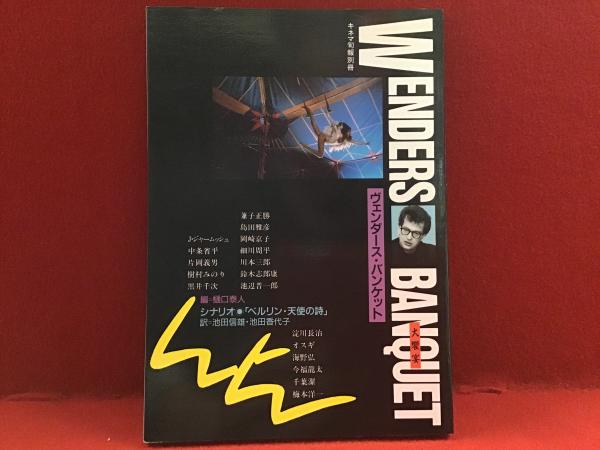 キネマ旬報別冊
WENDERS BANQUET
大饗宴
ヴェンダース・バンケット
兼子正勝
島田雅彦
J・ジャームッシュ
岡崎京子
中条省平
細川周平
片岡義男
川本三郎
樹村みのり
鈴木志郎康
黒井千次
池辺晋一郎
編=樋口泰人
シナリオ●「ベルリン・天使の詩」
訳=池田信雄・池田香代子
淀川長治
オスギ
海野弘
今福龍太
千葉潔
梅本洋一